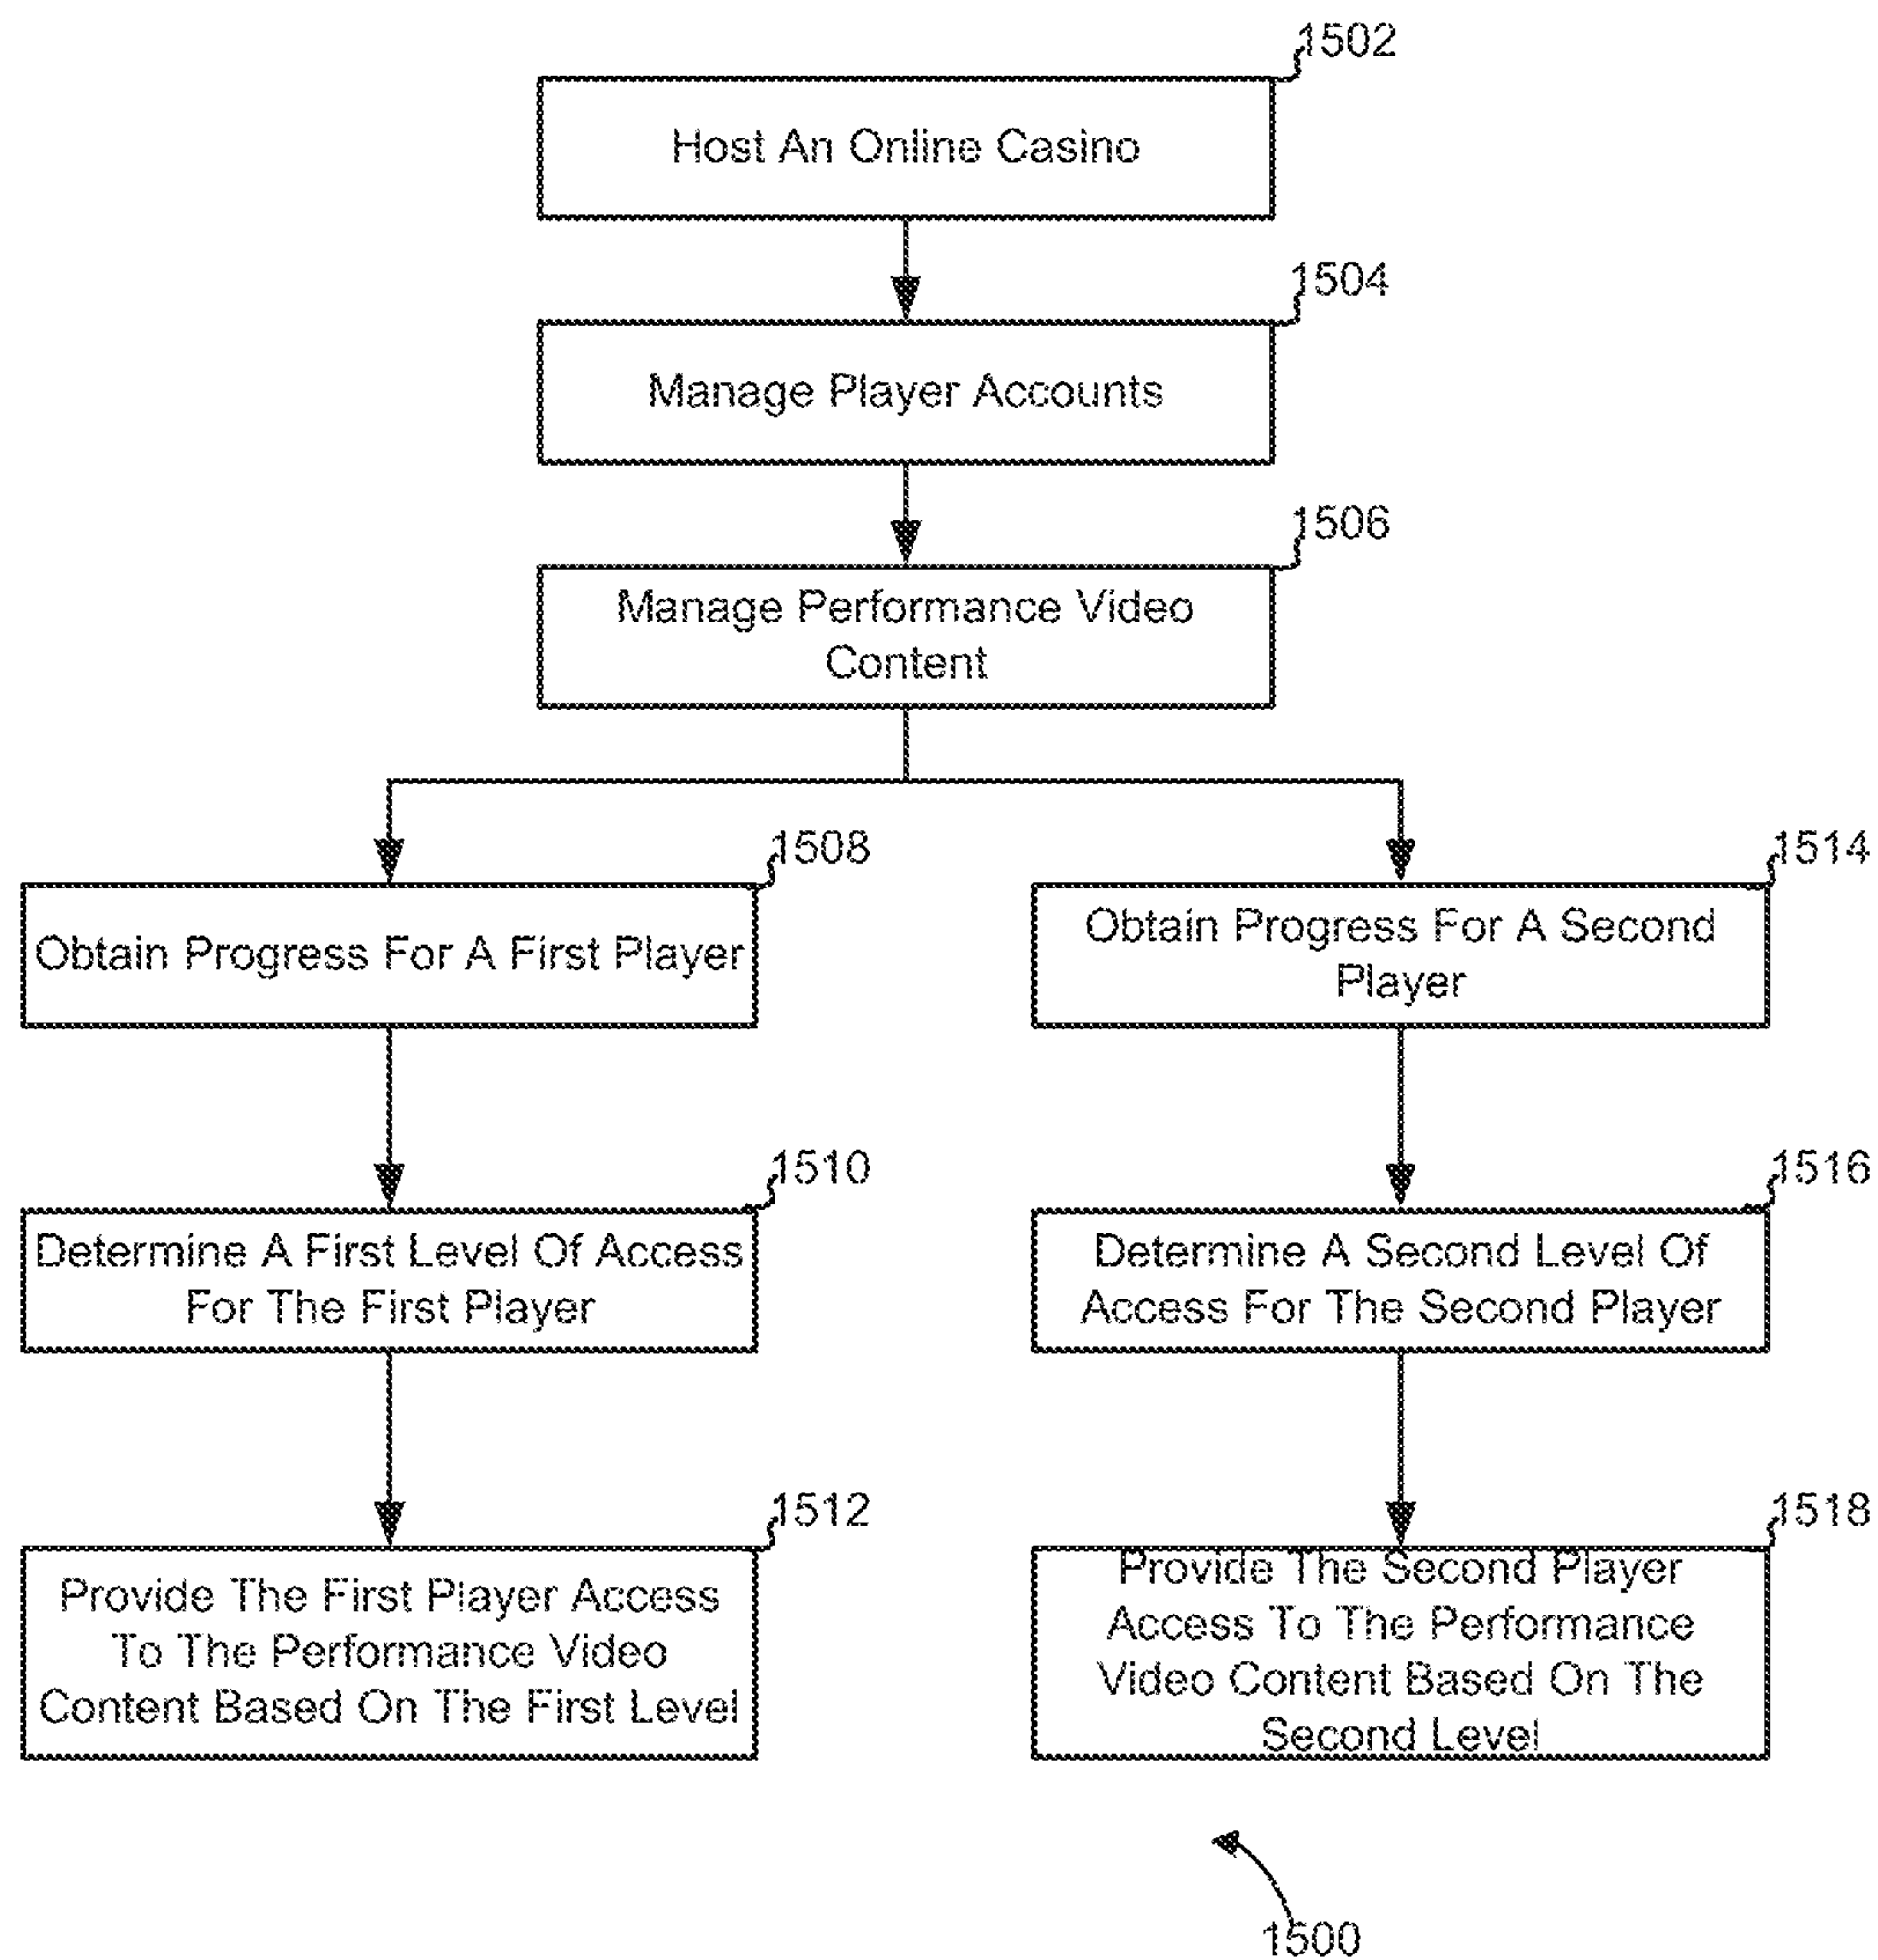 1502
Host An Online Casino
1504
Manage Player Accounts
1506
Manage Performance Video
Content
1508
Obtain Progress For A First Player
1510
Determine A First Level Of Access
For The First Player
1512
Provide The First Player Access
To The Performance Video
Content Based On The First Level
1514
Obtain Progress For A Second
Player
1516
Determine A Second Level Of
Access For The Second Player
1518
Provide The Second Player
Access To The Performance
Video Content Based On The
Second Level
1500